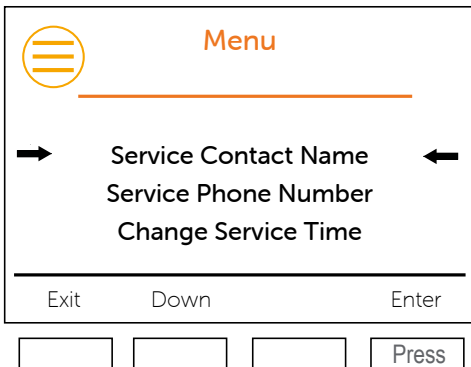 Menu
Service Contact Name
Service Phone Number
Change Service Time
Exit Down Enter
Press